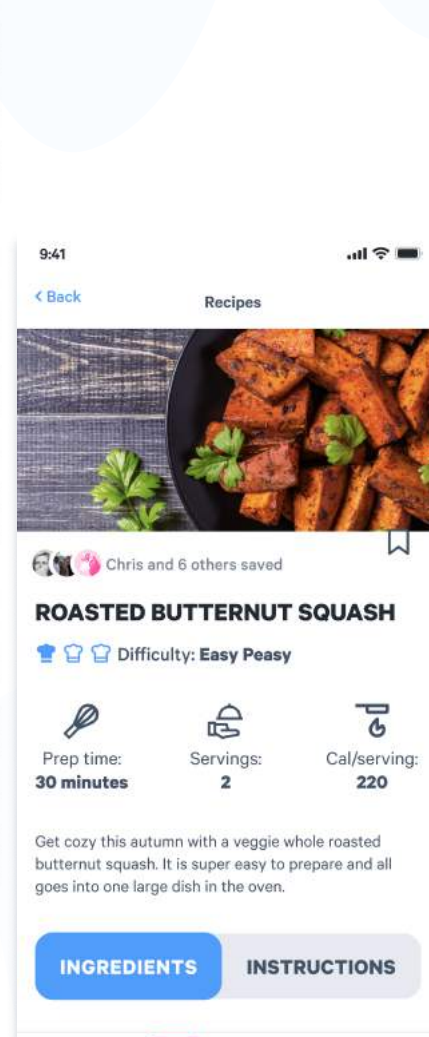 9:41
< Back
Recipes
Chris and 6 others saved
ROASTED BUTTERNUT SQUASH
Difficulty: Easy Peasy
Prep time:
30 minutes
Servings:
2
Cal/serving:
220
Get cozy this autumn with a veggie whole roasted
butternut squash. It is super easy to prepare and all
goes into one large dish in the oven.
INGREDIENTS
INSTRUCTIONS